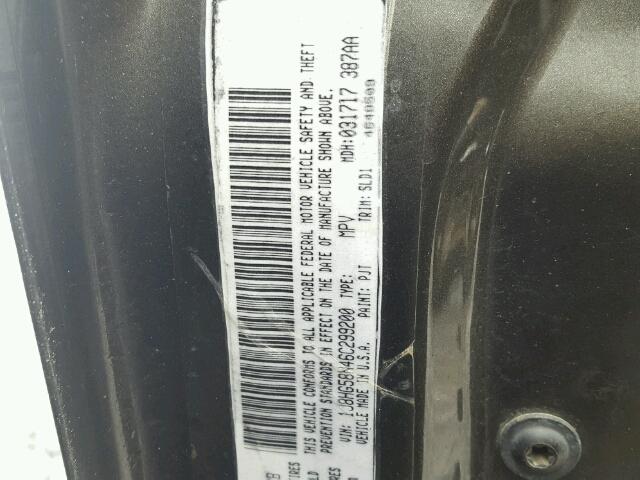 THIS VEHICLE CONFORMS TO ALL APPLICABLE FEDERAL MOTOR VEHICLE SAFETY AND THEFT
PREVENTION STANDARDS IN EFFECT ON THE DATE OF MANUFACTURE SHOWN ABOVE.
VIN: 1J8HG58N46C299200 TYPE: MPV MDH:031717 387AA
VEHICLE MADE IN U.S.A. PAINT: PJT TRIM: SLD1